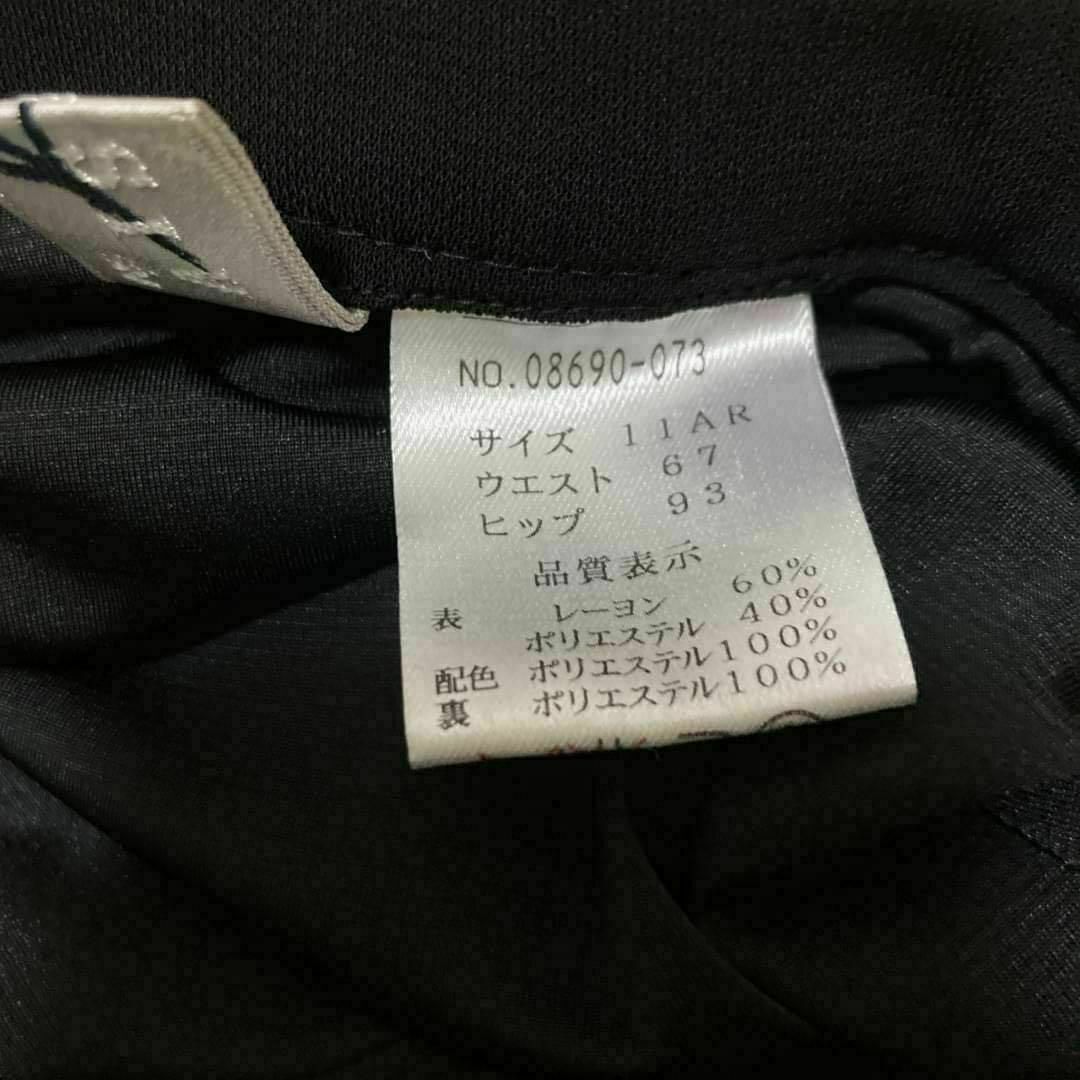 NO.08690-073
サイズ 11AR
ウエスト 67
ヒップ 93
品質表示
表 レーヨン 60%
ポリエステル 40%
配色 ポリエステル100%
裏 ポリエステル100%